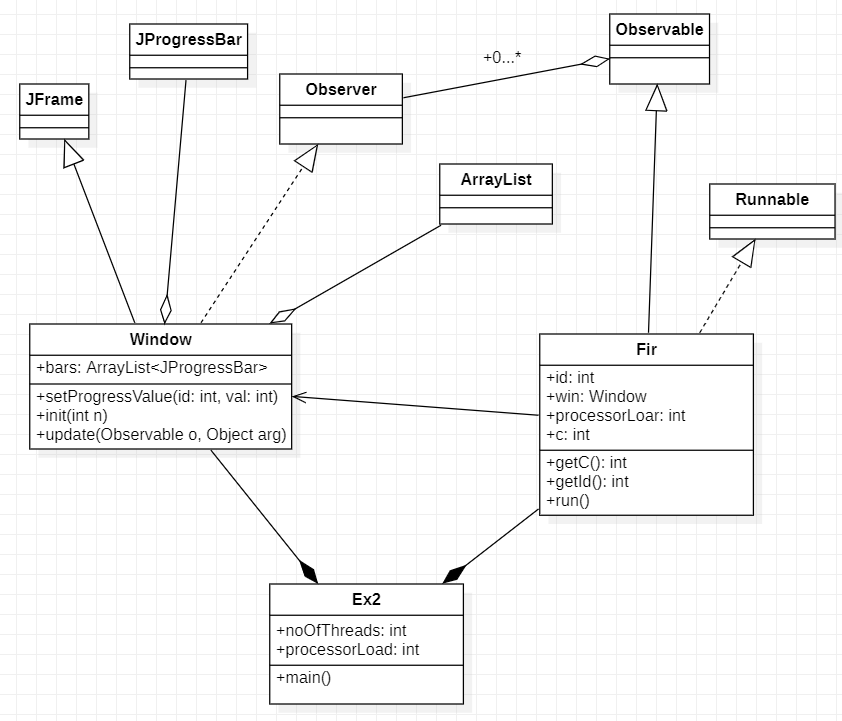 JProgressBar
Observable
+0...*
JFrame
Observer
ArrayList
Runnable
Window
+bars: ArrayList<JProgressBar>
+setProgressValue(id: int, val: int)
+init(int n)
+update(Observable o, Object arg)
Fir
+id: int
+win: Window
+processorLoar: int
+c: int
+getC(): int
+getId(): int
+run()
Ex2
+noOfThreads: int
+processorLoad: int
+main()